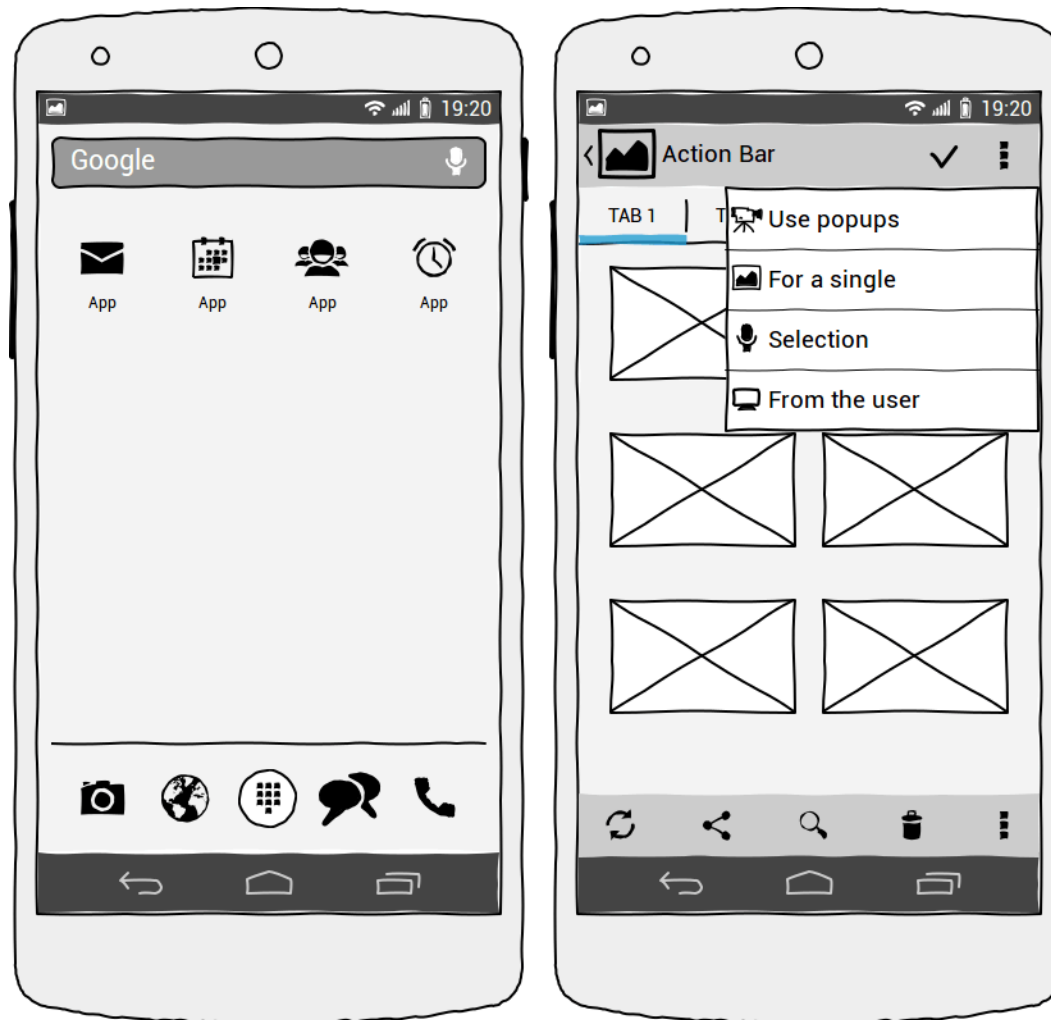 19:20
Google
App App App App
19:20
Action Bar
TAB 1 T
Use popups
For a single
Selection
From the user